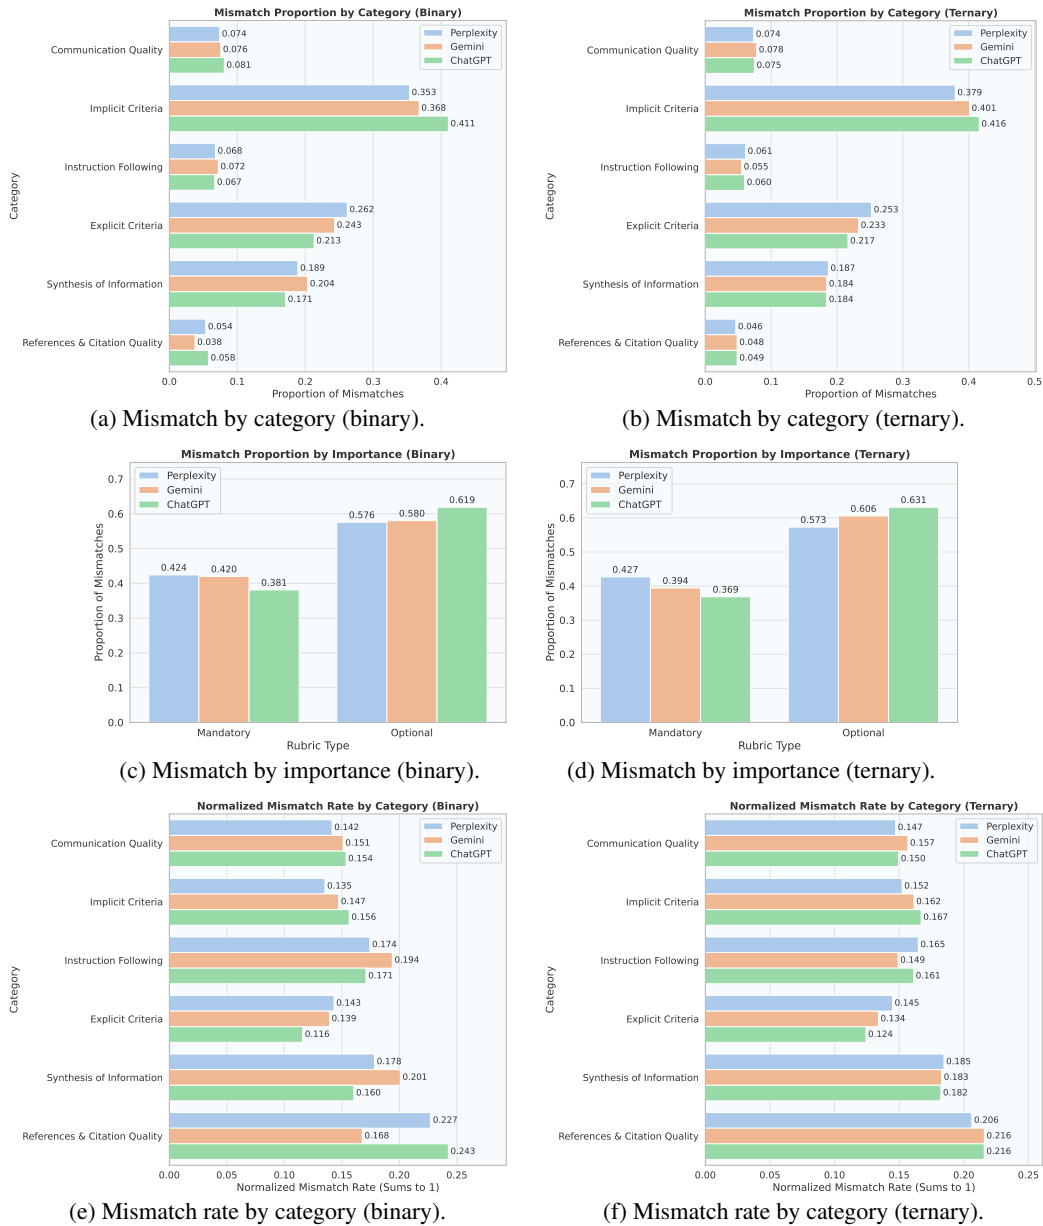 Mismatch Proportion by Category (Binary)
Perplexity
Gemini
ChatGPT
Category
Communication Quality
0.074
0.076
0.081
Implicit Criteria
0.353
0.368
0.411
Instruction Following
0.068
0.072
0.067
Explicit Criteria
0.262
0.243
0.213
Synthesis of Information
0.189
0.204
0.171
References & Citation Quality
0.054
0.038
0.058
0.0 0.1 0.2 0.3 0.4
Proportion of Mismatches
(a) Mismatch by category (binary).
Mismatch Proportion by Category (Ternary)
Perplexity
Gemini
ChatGPT
Category
Communication Quality
0.074
0.078
0.075
Implicit Criteria
0.379
0.401
0.416
Instruction Following
0.061
0.055
0.060
Explicit Criteria
0.253
0.233
0.217
Synthesis of Information
0.187
0.184
0.184
References & Citation Quality
0.046
0.048
0.049
0.0 0.1 0.2 0.3 0.4 0.5
Proportion of Mismatches
(b) Mismatch by category (ternary).
Mismatch Proportion by Importance (Binary)
Perplexity
Gemini
ChatGPT
Proportion of Mismatches
0.7
0.6
0.5
0.4
0.3
0.2
0.1
0.0
0.424 0.420 0.381
0.576 0.580 0.619
Mandatory Optional
Rubric Type
(c) Mismatch by importance (binary).
Mismatch Proportion by Importance (Ternary)
Perplexity
Gemini
ChatGPT
Proportion of Mismatches
0.7
0.6
0.5
0.4
0.3
0.2
0.1
0.0
0.427 0.394 0.369
0.573 0.606 0.631
Mandatory Optional
Rubric Type
(d) Mismatch by importance (ternary).
Normalized Mismatch Rate by Category (Binary)
Perplexity
Gemini
ChatGPT
Category
Communication Quality
0.142
0.151
0.154
Implicit Criteria
0.135
0.147
0.156
Instruction Following
0.174
0.194
0.171
Explicit Criteria
0.143
0.139
0.116
Synthesis of Information
0.178
0.201
0.160
References & Citation Quality
0.227
0.168
0.243
0.00 0.05 0.10 0.15 0.20 0.25
Normalized Mismatch Rate (Sums to 1)
(e) Mismatch rate by category (binary).
Normalized Mismatch Rate by Category (Ternary)
Perplexity
Gemini
ChatGPT
Category
Communication Quality
0.147
0.157
0.150
Implicit Criteria
0.152
0.162
0.167
Instruction Following
0.165
0.149
0.161
Explicit Criteria
0.145
0.134
0.124
Synthesis of Information
0.185
0.183
0.182
References & Citation Quality
0.206
0.216
0.216
0.00 0.05 0.10 0.15 0.20 0.25
Normalized Mismatch Rate (Sums to 1)
(f) Mismatch rate by category (ternary).